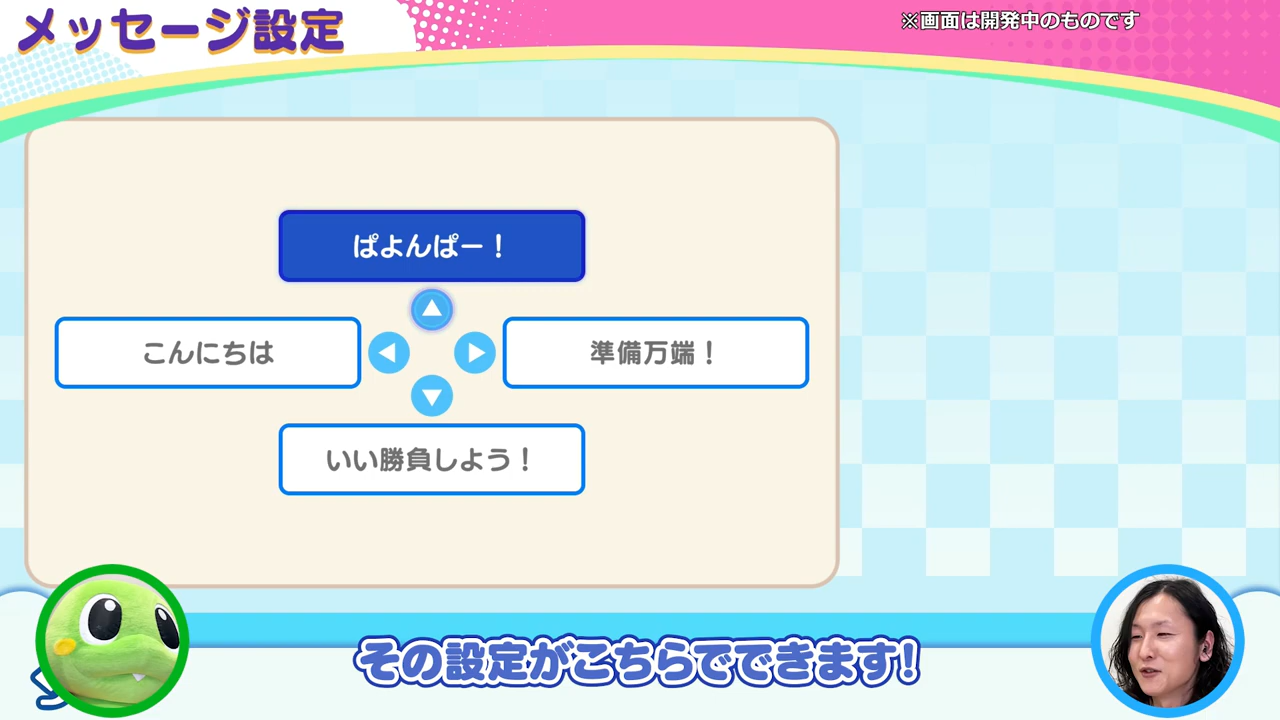 メッセージ設定
※画面は開発中のものです
ぱよんぱー！
こんにちは
準備万端！
いい勝負しよう！
その設定がこちらでできます!